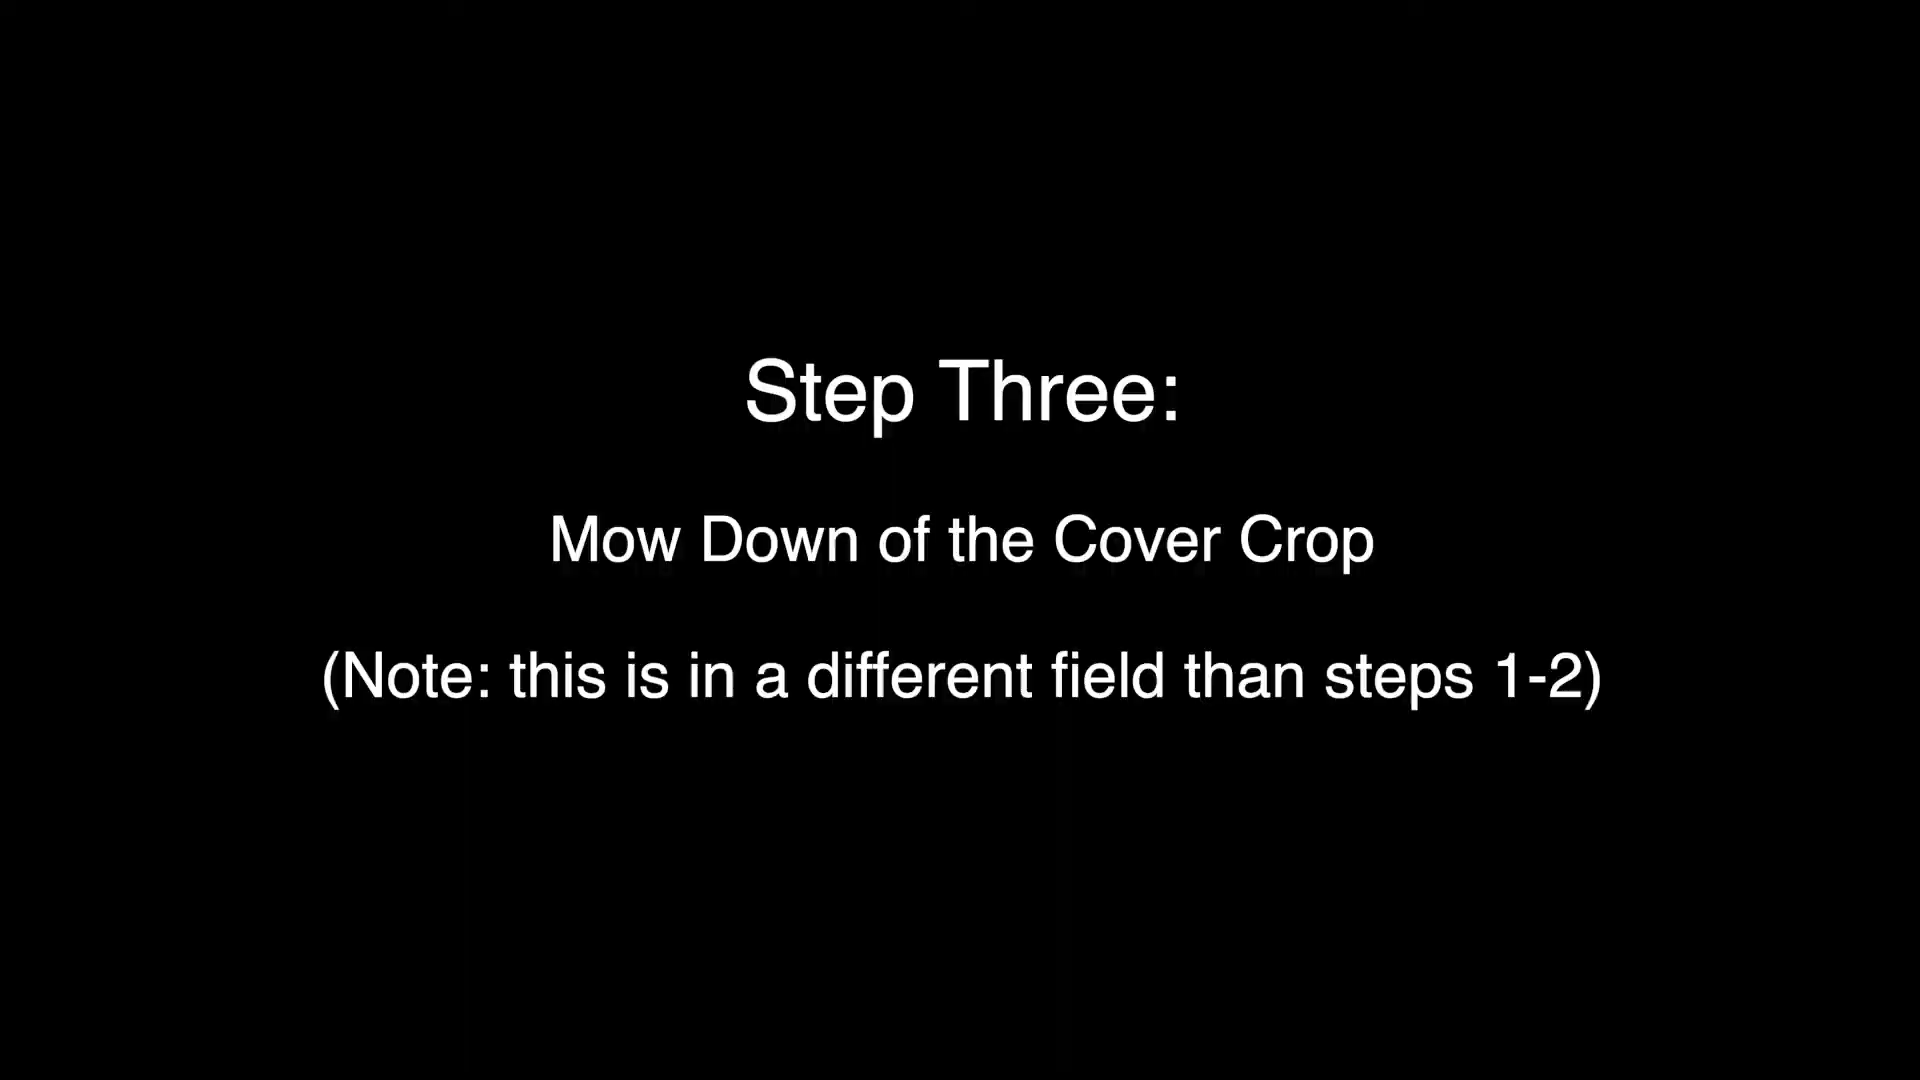 Step Three:
Mow Down of the Cover Crop
(Note: this is in a different field than steps 1-2)